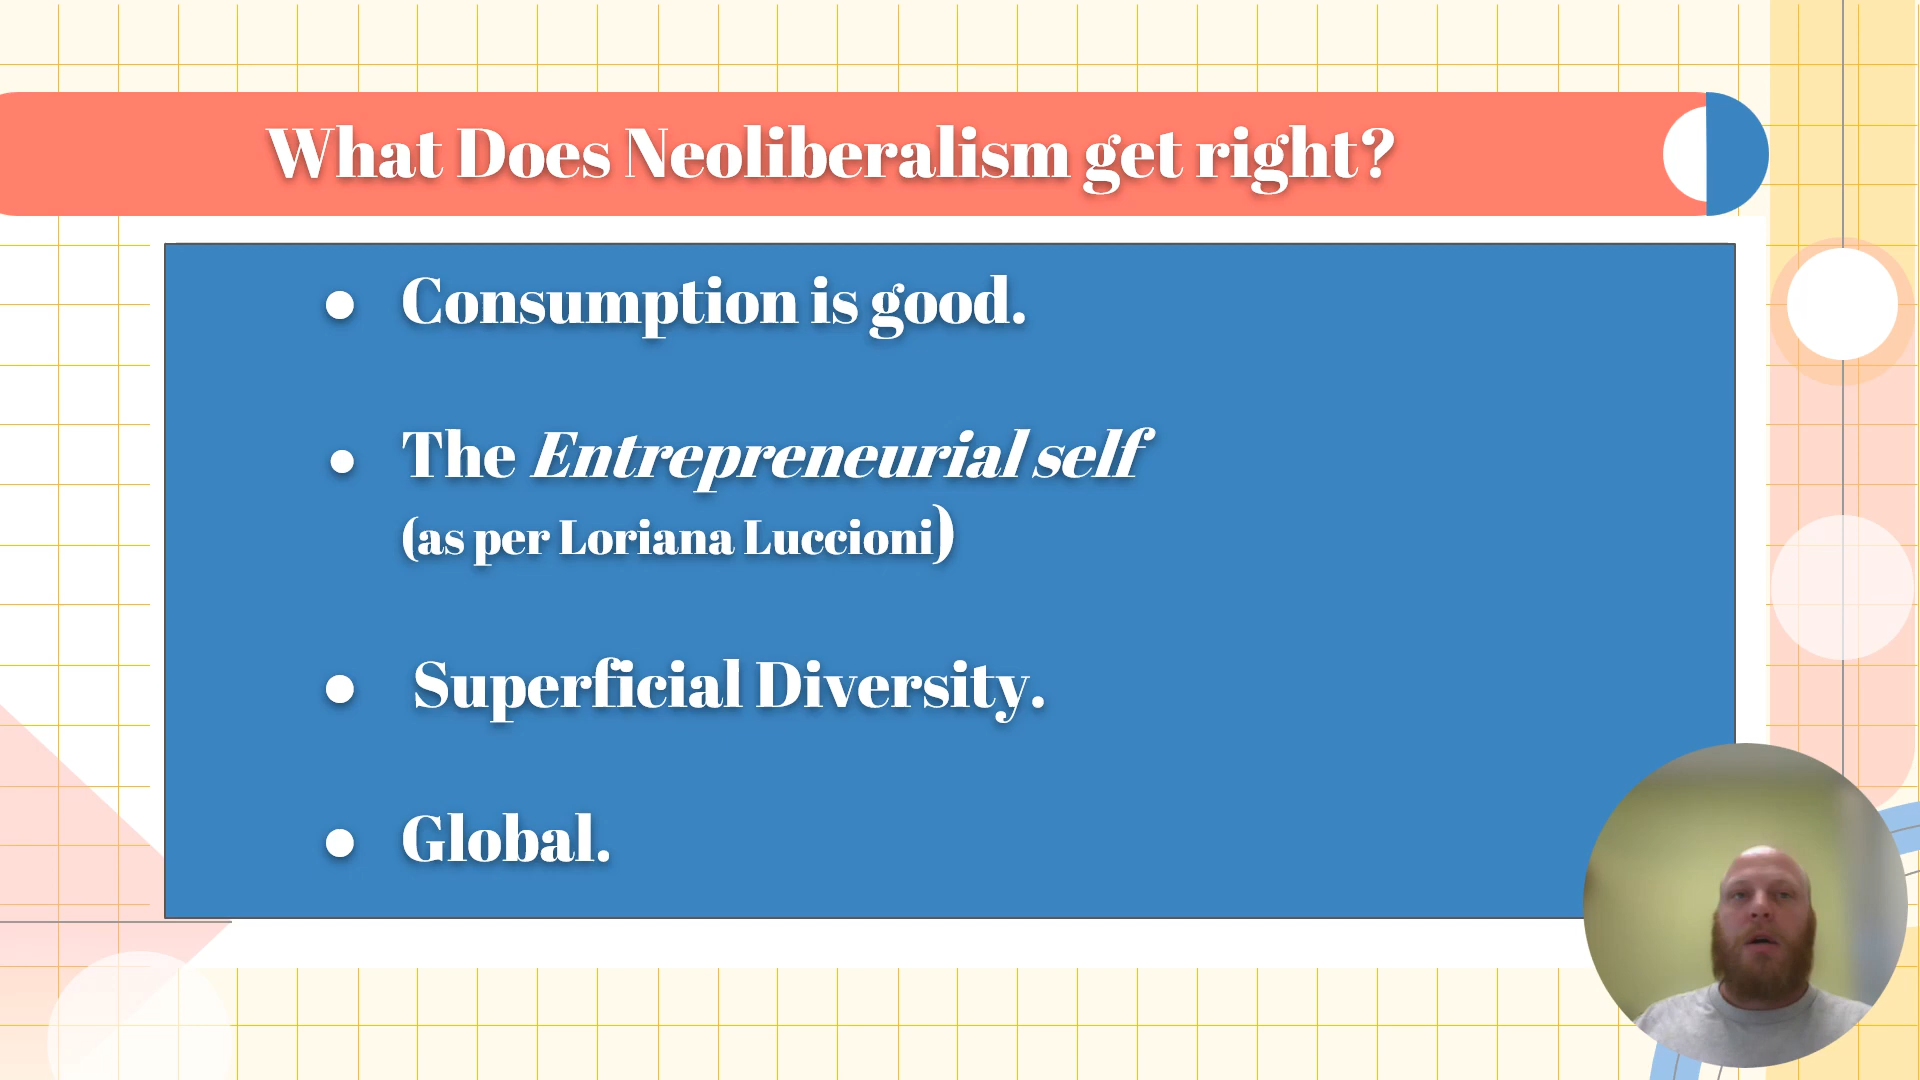 What Does Neoliberalism get right?
● Consumption is good.
● The Entrepreneurial self
(as per Loriana Luccioni)
● Superficial Diversity.
● Global.